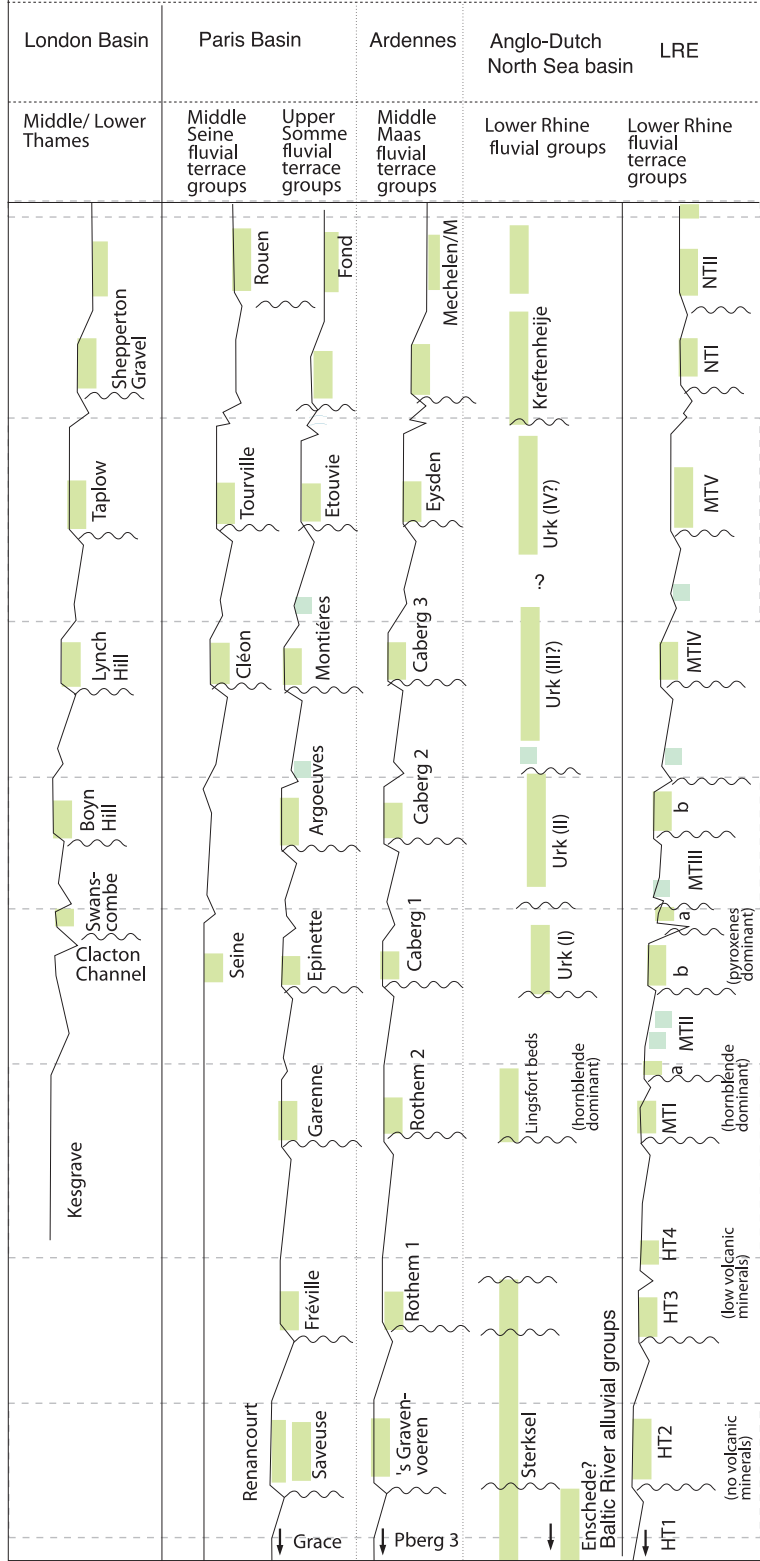 London Basin
Paris Basin
Ardennes
Anglo-Dutch
North Sea basin
LRE
Middle/ Lower
Thames
Middle
Seine
fluvial
terrace
groups
Upper
Somme
fluvial
terrace
groups
Middle
Maas
fluvial
terrace
groups
Lower Rhine
fluvial groups
Lower Rhine
fluvial
terrace
groups
Shepperton
Gravel
Taplow
Lynch
Hill
Boyn
Hill
Swans-
combe
Clacton
Channel
Kesgrave
Rouen
Tourville
Cléon
Seine
Fond
Etouvie
Montiéres
Argoeuves
Epinette
Garenne
Fréville
Renancourt
Saveuse
Grace
Mechelen/M
Eysden
Caberg 3
Caberg 2
Caberg 1
Rothem 2
Rothem 1
's Graven-
voeren
Pberg 3
Kreftenheije
Urk (IV?)
?
Urk (III?)
Urk (II)
Urk (I)
Lingsfort beds
(hornblende
dominant)
Sterksel
Enschede?
Baltic River alluvial groups
NTII
NTI
MTV
MTIV
b
MTIII
a
(pyroxenes
dominant)
b
MTII
a
MTI
(hornblende
dominant)
HT4
HT3
(low volcanic
minerals)
HT2
(no volcanic
minerals)
HT1